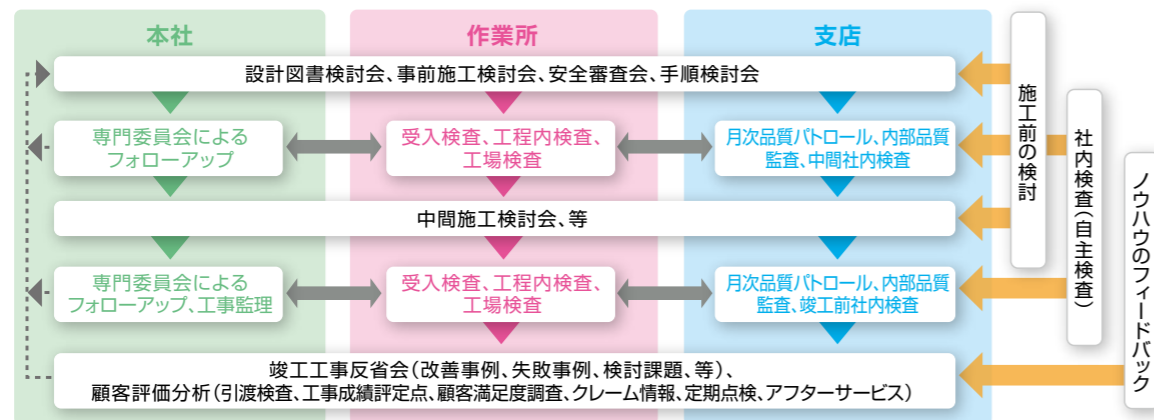 本社
作業所
支店
設計図書検討会、事前施工検討会、安全審査会、手順検討会
専門委員会による
フォローアップ
受入検査、工程内検査、
工場検査
月次品質パトロール、内部品質
監査、中間社内検査
中間施工検討会、等
専門委員会による
フォローアップ、工事監理
受入検査、工程内検査、
工場検査
月次品質パトロール、内部品質
監査、竣工前社内検査
竣工工事反省会（改善事例、失敗事例、検討課題、等）、
顧客評価分析（引渡検査、工事成績評定点、顧客満足度調査、クレーム情報、定期点検、アフターサービス）
施工前の検討
社内検査（自主検査）
ノウハウのフィードバック